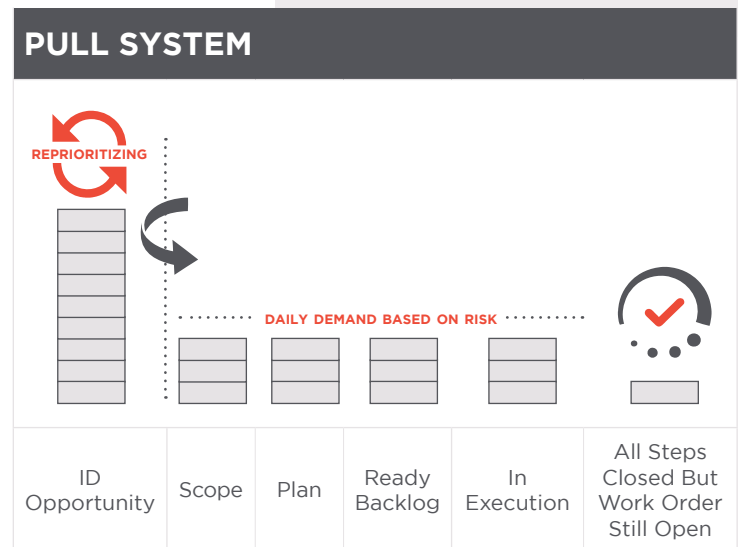 PULL SYSTEM
REPRIORITIZING
DAILY DEMAND BASED ON RISK
ID
Opportunity
Scope
Plan
Ready
Backlog
In
Execution
All Steps
Closed But
Work Order
Still Open